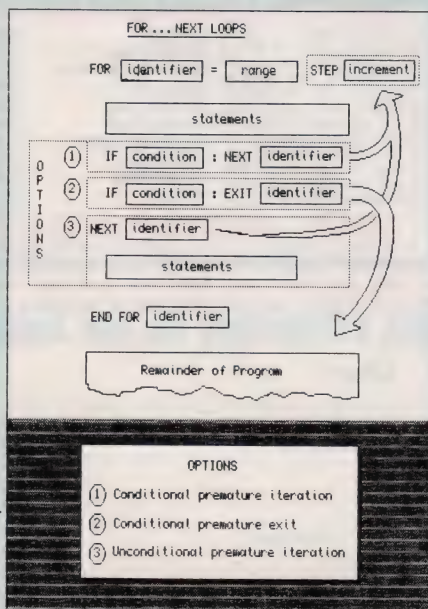 FOR ... NEXT LOOPS
FOR identifier = range STEP increment
statements
OPTIONS
1 IF condition : NEXT identifier
2 IF condition : EXIT identifier
3 NEXT identifier
statements
END FOR identifier
Remainder of Program
OPTIONS
1 Conditional premature iteration
2 Conditional premature exit
3 Unconditional premature iteration